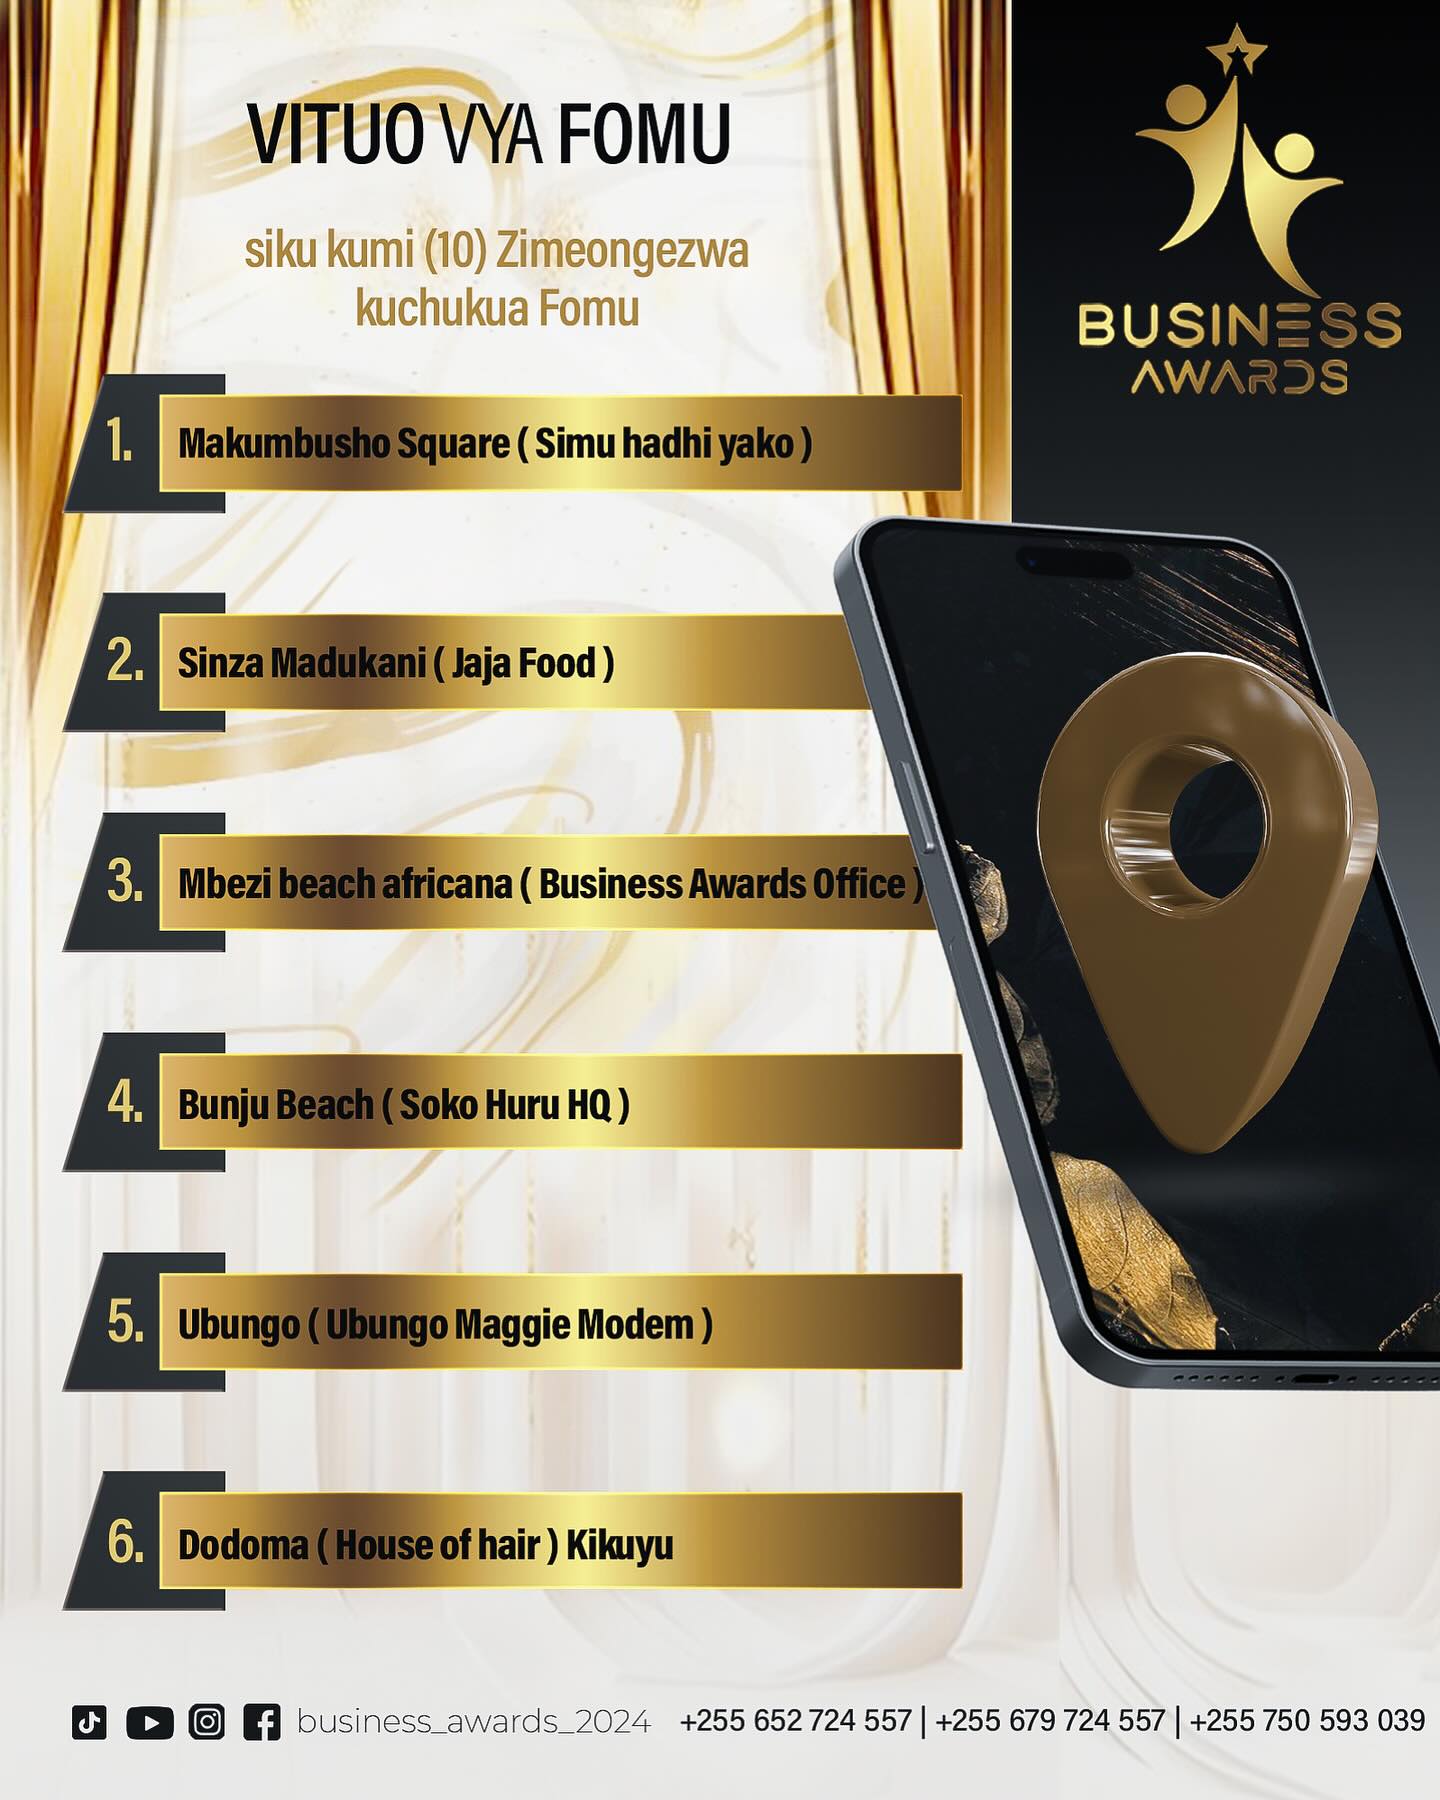 VITUO VYA FOMU
siku kumi (10) Zimeongezwa
kuchukua Fomu
BUSINESS
AWARDS
1. Makumbusho Square ( Simu hadhi yako )
2. Sinza Madukani ( Jaja Food )
3. Mbezi beach africana ( Business Awards Office )
4. Bunju Beach ( Soko Huru HQ )
5. Ubungo ( Ubungo Maggie Modem )
6. Dodoma ( House of hair ) Kikuyu
business_awards_2024 +255 652 724 557 | +255 679 724 557 | +255 750 593 039